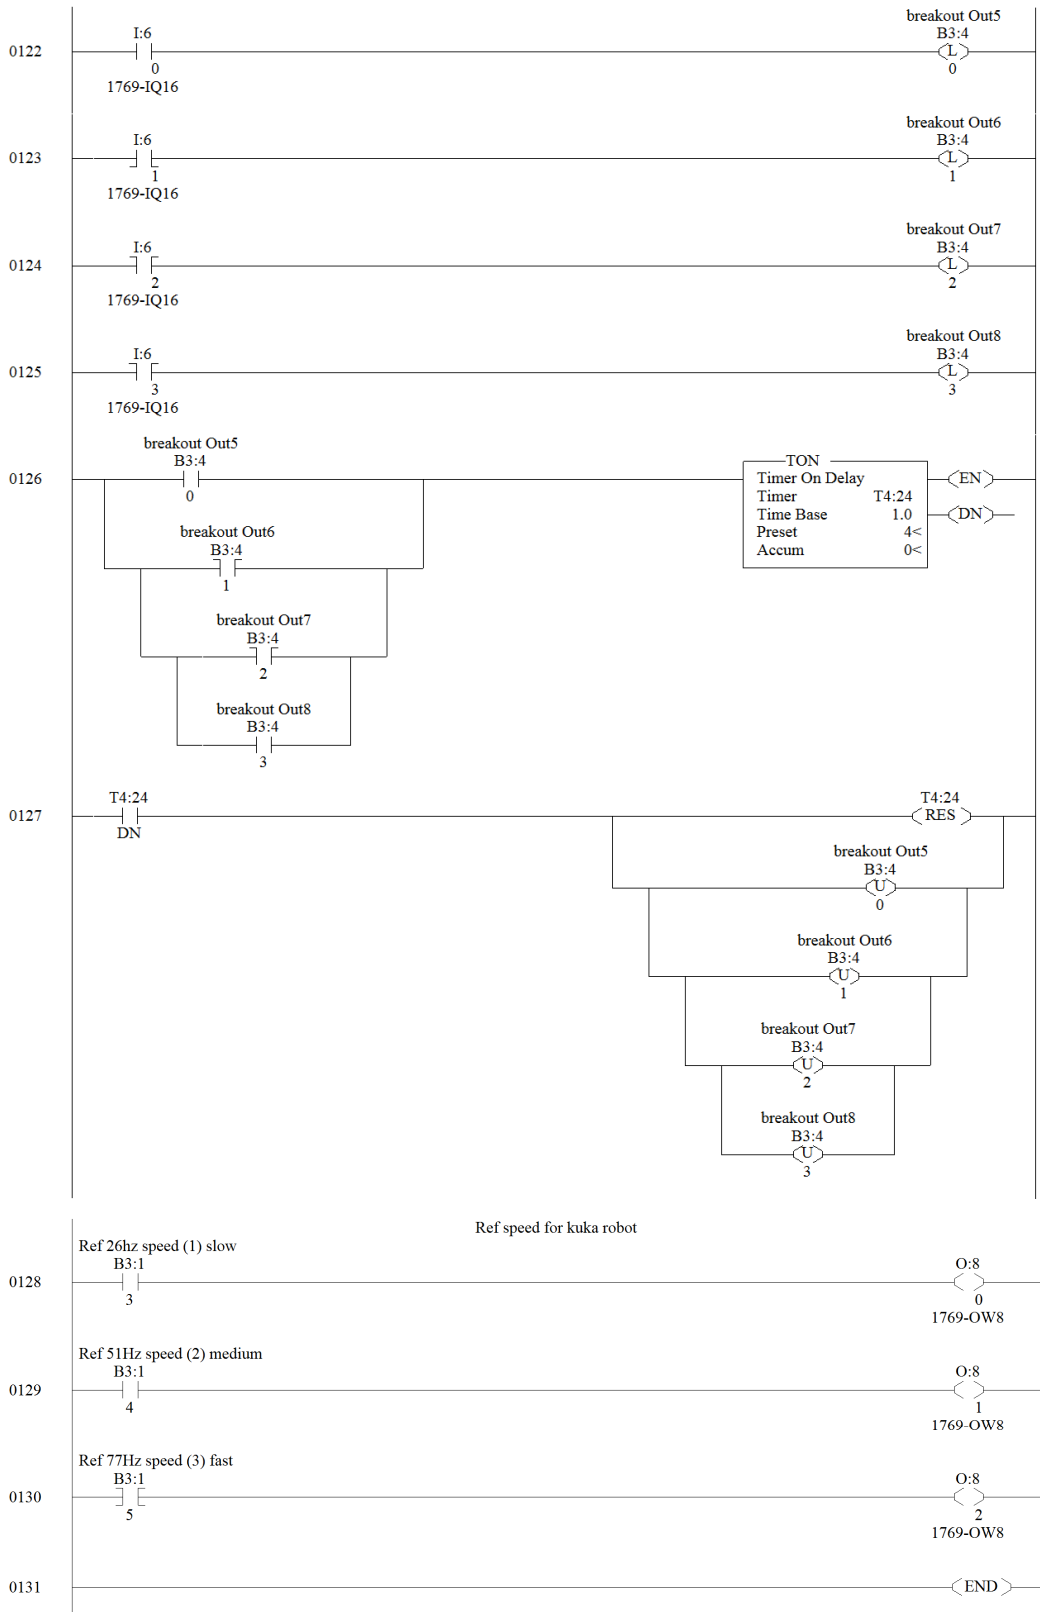 breakout Out5
I:6 B3:4
0122 L
0 0
1769-IQ16
breakout Out6
I:6 B3:4
0123 L
1 1
1769-IQ16
breakout Out7
I:6 B3:4
0124 L
2 2
1769-IQ16
breakout Out8
I:6 B3:4
0125 L
3 3
1769-IQ16
breakout Out5
B3:4
0126
0
TON
Timer On Delay EN
Timer T4:24
Time Base 1.0 DN
Preset 4<
Accum 0<
breakout Out6
B3:4
1
breakout Out7
B3:4
2
breakout Out8
B3:4
3
T4:24 T4:24
0127 RES
DN
breakout Out5
B3:4
U
0
breakout Out6
B3:4
U
1
breakout Out7
B3:4
U
2
breakout Out8
B3:4
U
3
Ref speed for kuka robot
Ref 26hz speed (1) slow
B3:1 O:8
0128
3 0
1769-OW8
Ref 51Hz speed (2) medium
B3:1 O:8
0129
4 1
1769-OW8
Ref 77Hz speed (3) fast
B3:1 O:8
0130
5 2
1769-OW8
0131 END